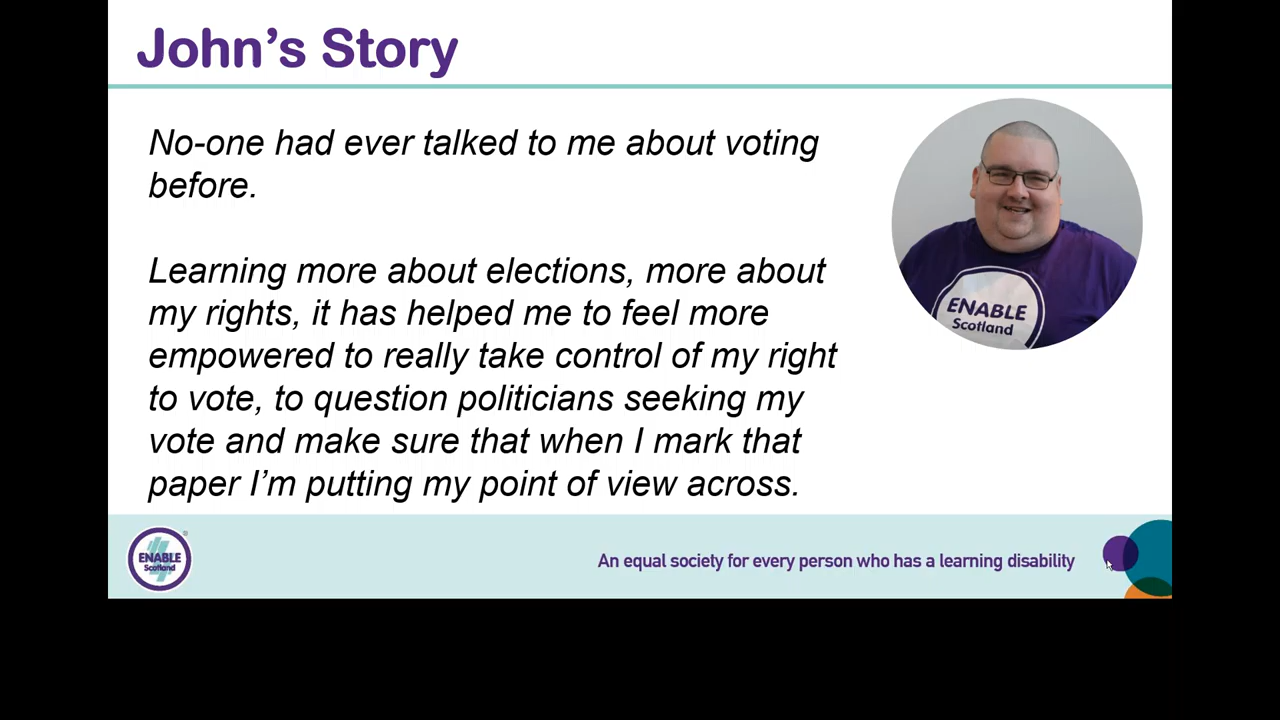 John’s Story
No-one had ever talked to me about voting
before.
Learning more about elections, more about
my rights, it has helped me to feel more
empowered to really take control of my right
to vote, to question politicians seeking my
vote and make sure that when I mark that
paper I’m putting my point of view across.
ENABLE
Scotland
ENABLE
Scotland
An equal society for every person who has a learning disability